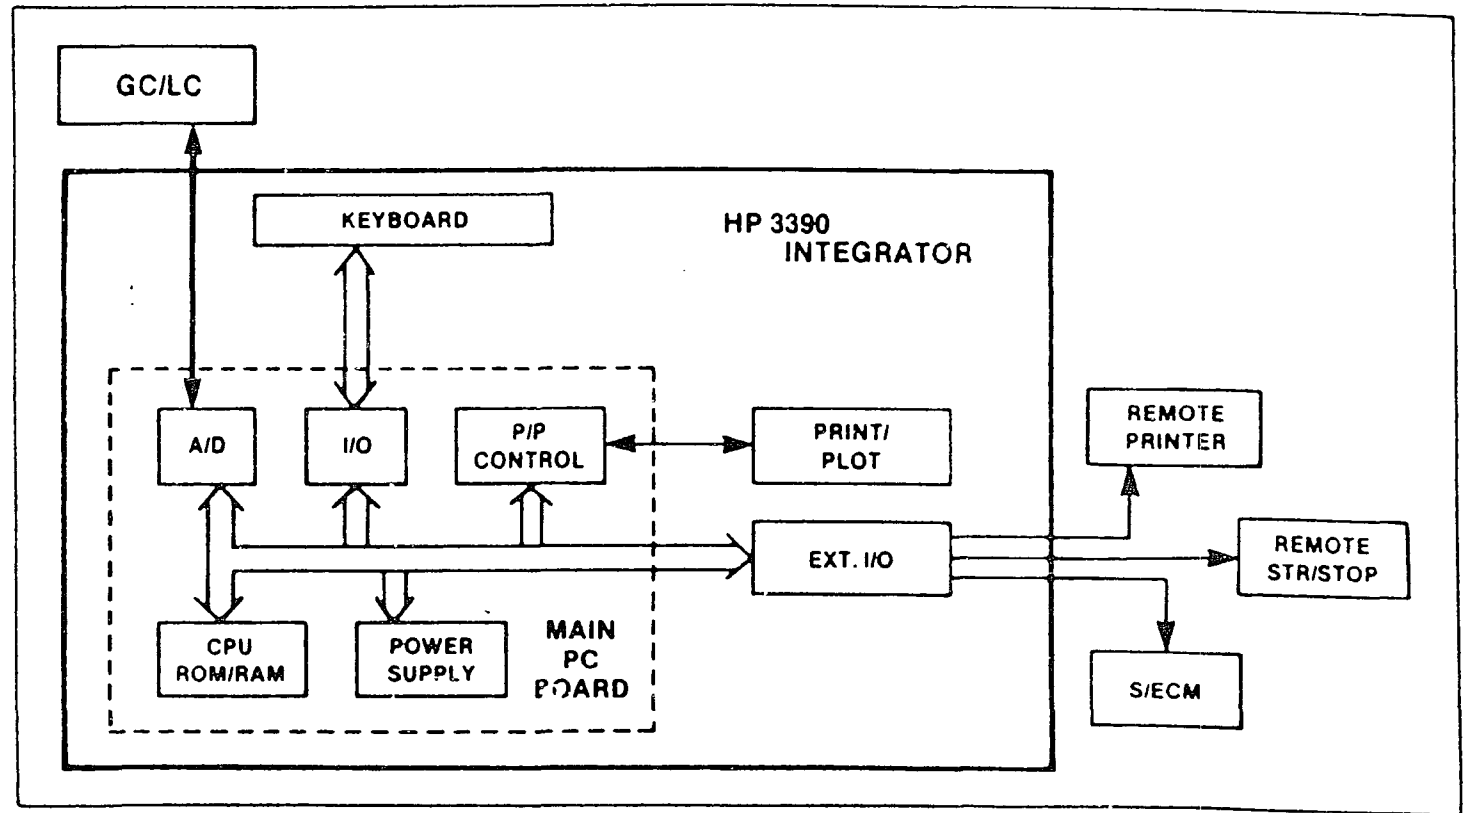 GC/LC
KEYBOARD
HP 3390
INTEGRATOR
A/D
I/O
P/P
CONTROL
PRINT/
PLOT
REMOTE
PRINTER
EXT. I/O
REMOTE
STR/STOP
CPU
ROM/RAM
POWER
SUPPLY
MAIN
PC
BOARD
S/ECM